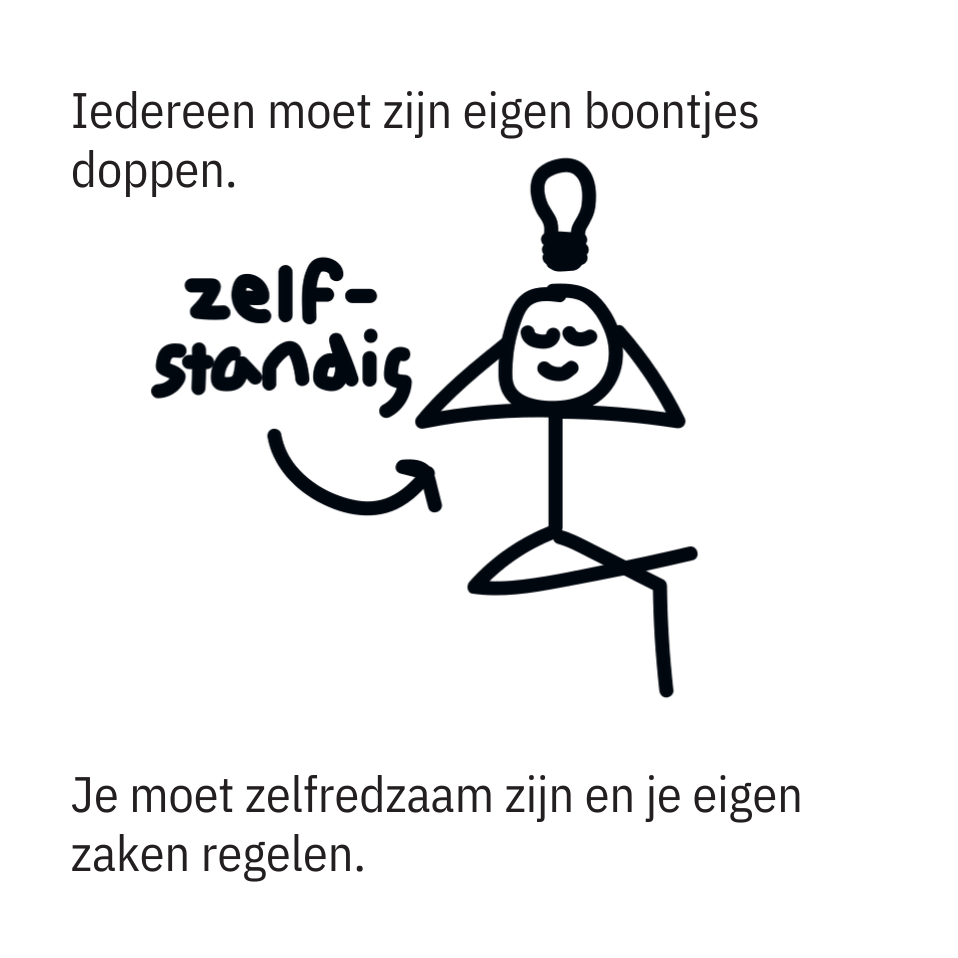 Iedereen moet zijn eigen boontjes
doppen.
zelf-
standig
Je moet zelfredzaam zijn en je eigen
zaken regelen.